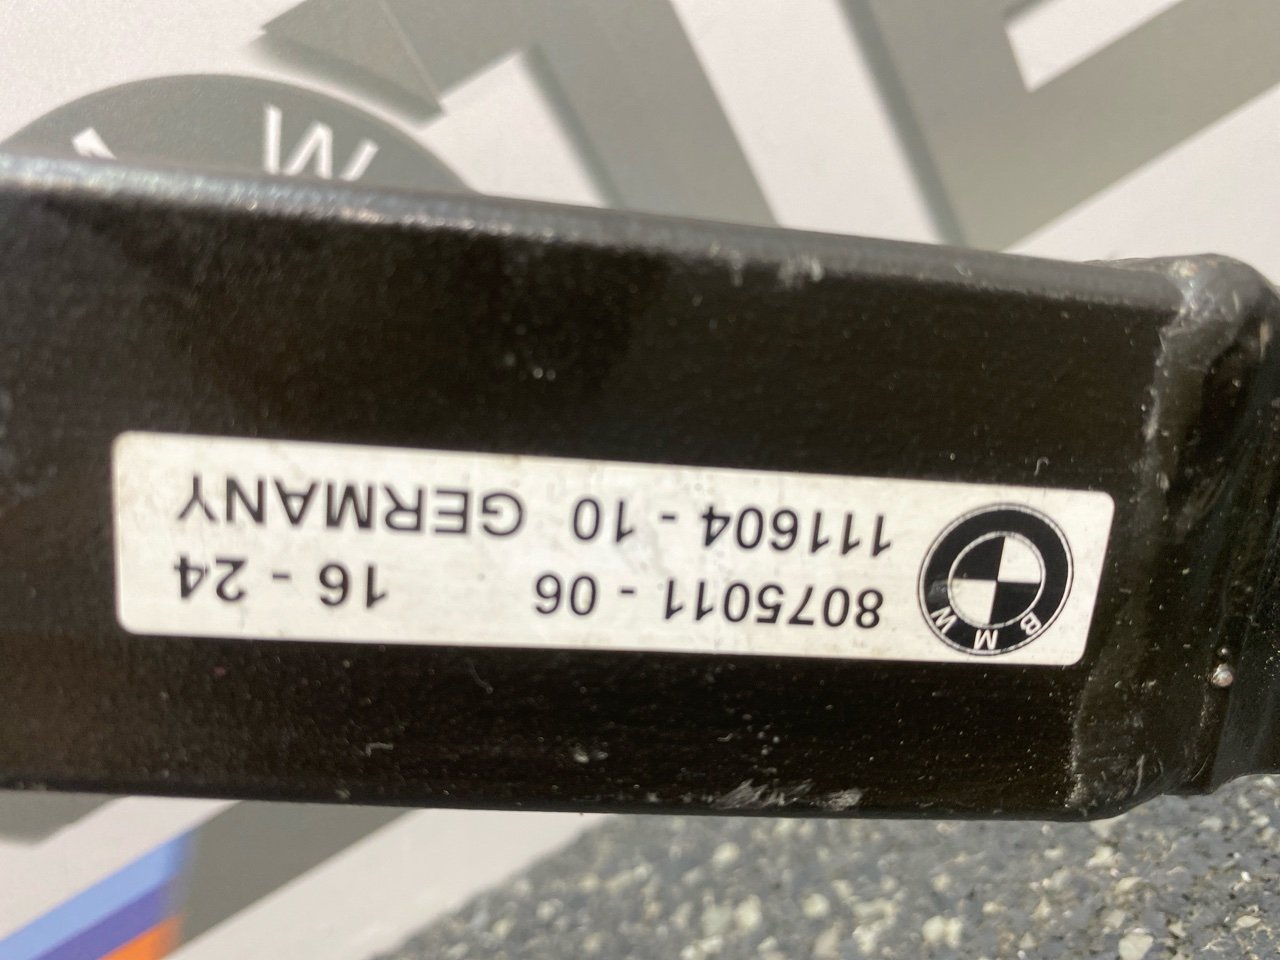 BMW
8075011 - 06 16 - 24
111604 - 10 GERMANY
W